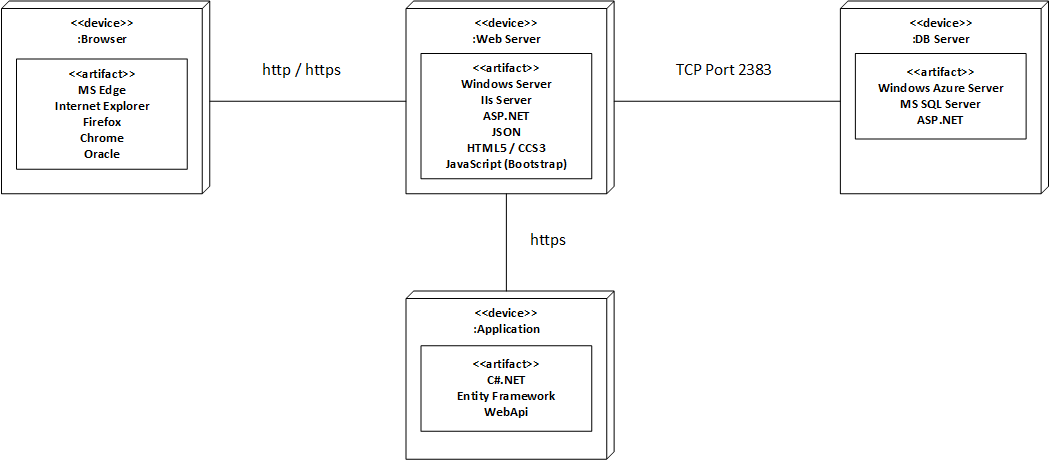 <<device>>
:Browser
<<artifact>>
MS Edge
Internet Explorer
Firefox
Chrome
Oracle
http / https
<<device>>
:Web Server
<<artifact>>
Windows Server
IIs Server
ASP.NET
JSON
HTML5 / CCS3
JavaScript (Bootstrap)
TCP Port 2383
<<device>>
:DB Server
<<artifact>>
Windows Azure Server
MS SQL Server
ASP.NET
https
<<device>>
:Application
<<artifact>>
C#.NET
Entity Framework
WebApi